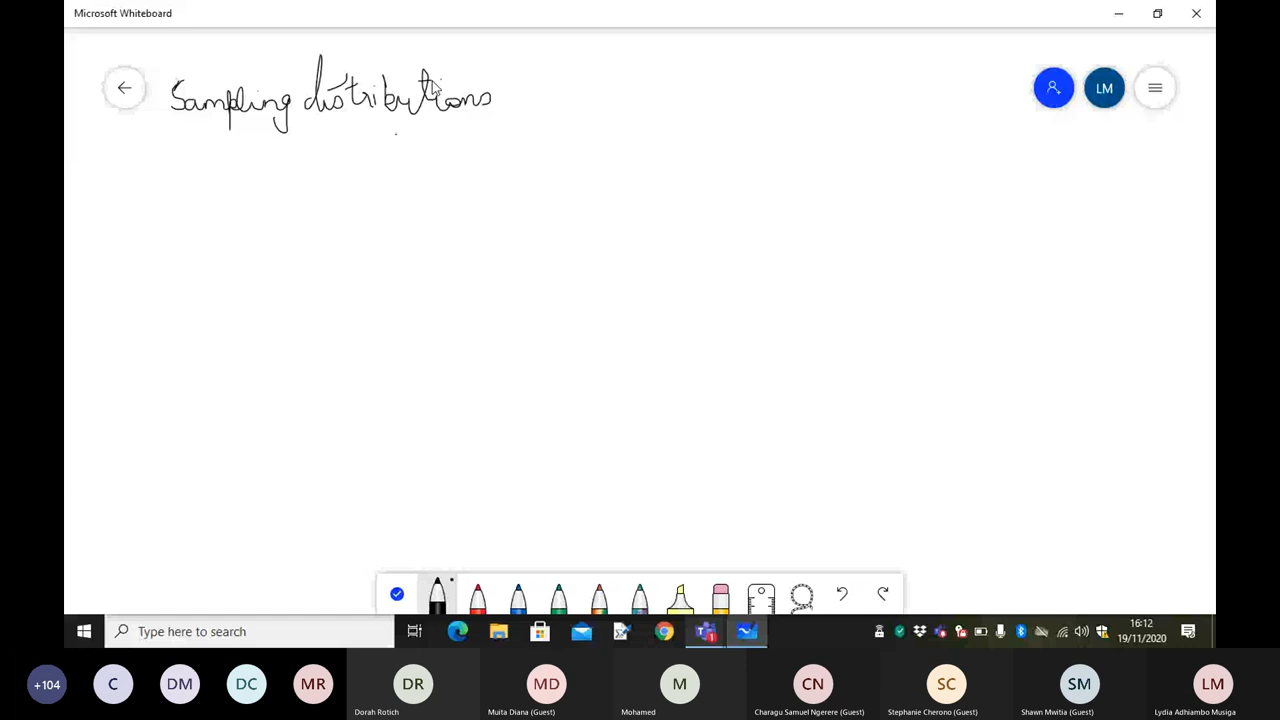 Microsoft Whiteboard
Sampling distributions
LM
Type here to search
1
16:12
19/11/2020
+104
C
DM
DC
MR
DR
MD
M
CN
SC
SM
LM
Dorah Rotich
Muita Diana (Guest)
Mohamed
Charagu Samuel Ngerere (Guest)
Stephanie Cherono (Guest)
Shawn Mwitia (Guest)
Lydia Adhiambo Musiga